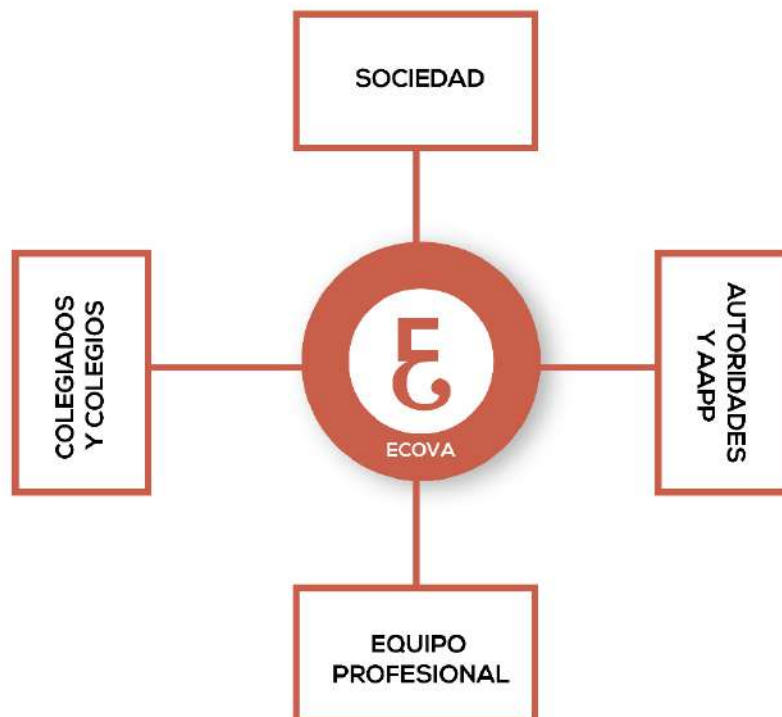 SOCIEDAD
COLEGIADOS
Y COLEGIOS
ECOVA
AUTORIDADES
Y AAPP
EQUIPO
PROFESIONAL